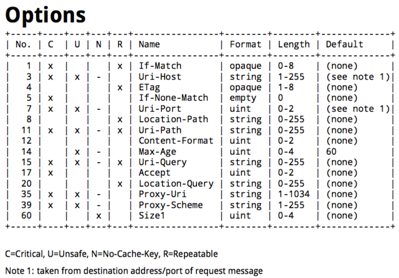 Options
+-----+---+---+---+---+----------------+--------+--------+-------------+
| No. | C | U | N | R | Name           | Format | Length | Default     |
+-----+---+---+---+---+----------------+--------+--------+-------------+
|   1 | x |   |   | x | If-Match       | opaque | 0-8    | (none)      |
|   3 | x | x | - |   | Uri-Host       | string | 1-255  | (see note 1)|
|   4 |   |   |   | x | ETag           | opaque | 1-8    | (none)      |
|   5 | x |   |   |   | If-None-Match  | empty  | 0      | (none)      |
|   7 | x | x | - |   | Uri-Port       | uint   | 0-2    | (see note 1)|
|   8 |   |   |   | x | Location-Path  | string | 0-255  | (none)      |
|  11 | x | x | - | x | Uri-Path       | string | 0-255  | (none)      |
|  12 |   |   |   |   | Content-Format | uint   | 0-2    | (none)      |
|  14 |   | x | - |   | Max-Age        | uint   | 0-4    | 60          |
|  15 | x | x | - | x | Uri-Query      | string | 0-255  | (none)      |
|  17 | x |   |   |   | Accept         | uint   | 0-2    | (none)      |
|  20 |   |   |   | x | Location-Query | string | 0-255  | (none)      |
|  35 | x | x | - |   | Proxy-Uri      | string | 1-1034 | (none)      |
|  39 | x | x | - |   | Proxy-Scheme   | string | 1-255  | (none)      |
|  60 |   |   | x |   | Size1          | uint   | 0-4    | (none)      |
+-----+---+---+---+---+----------------+--------+--------+-------------+
C=Critical, U=Unsafe, N=No-Cache-Key, R=Repeatable
Note 1: taken from destination address/port of request message